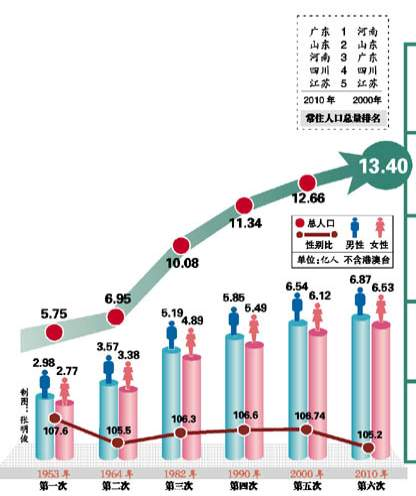 广东 1 河南
山东 2 山东
河南 3 广东
四川 4 四川
江苏 5 江苏
2010年 2000年
常住人口总量排名
13.40
12.66
11.34
10.08
6.95
5.75
总人口
性别比 男性 女性
单位:亿人 不含港澳台
2.98 2.77
3.57 3.38
5.19 4.89
5.85 5.49
6.54 6.12
6.87 6.53
制图:张明俊
107.6 105.5 106.3 106.6 106.74 105.2
1953年 1964年 1982年 1990年 2000年 2010年
第一次 第二次 第三次 第四次 第五次 第六次